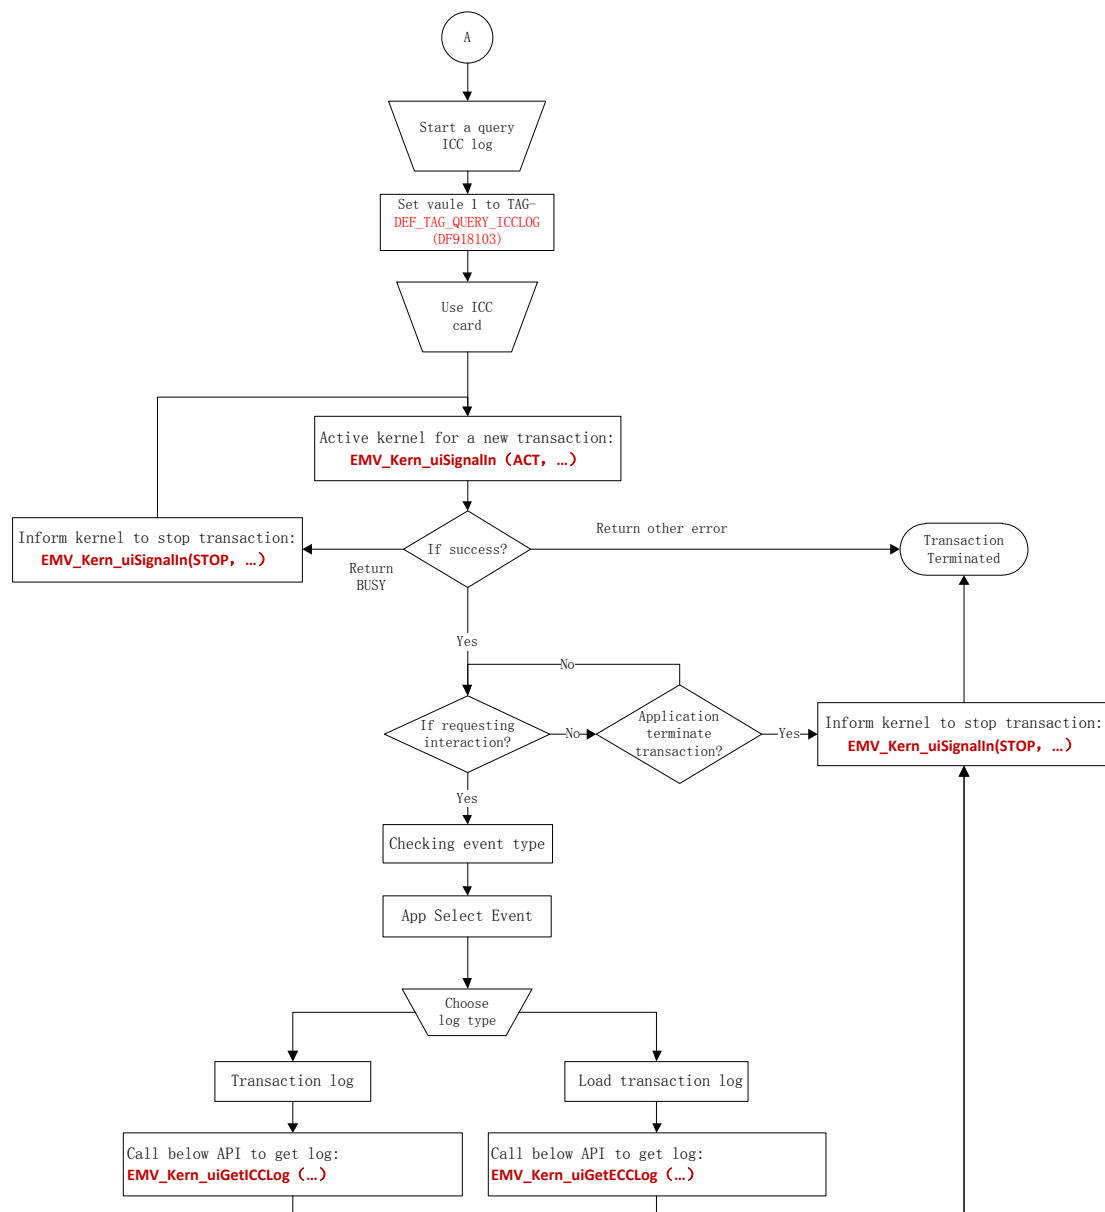 A
Start a query
ICC log
Set vaule 1 to TAG-
DEF_TAG_QUERY_ICCLOG
(DF918103)
Use ICC
card
Active kernel for a new transaction:
EMV_Kern_uiSignalIn（ACT，…）
Inform kernel to stop transaction:
EMV_Kern_uiSignalIn(STOP，…）
Return
BUSY
If success?
Return other error
Transaction
Terminated
Yes
No
If requesting
interaction?
No
Application
terminate
transaction?
Yes
Inform kernel to stop transaction:
EMV_Kern_uiSignalIn(STOP，…）
Yes
Checking event type
App Select Event
Choose
log type
Transaction log
Load transaction log
Call below API to get log:
EMV_Kern_uiGetICCLog（…）
Call below API to get log:
EMV_Kern_uiGetECCLog（…）